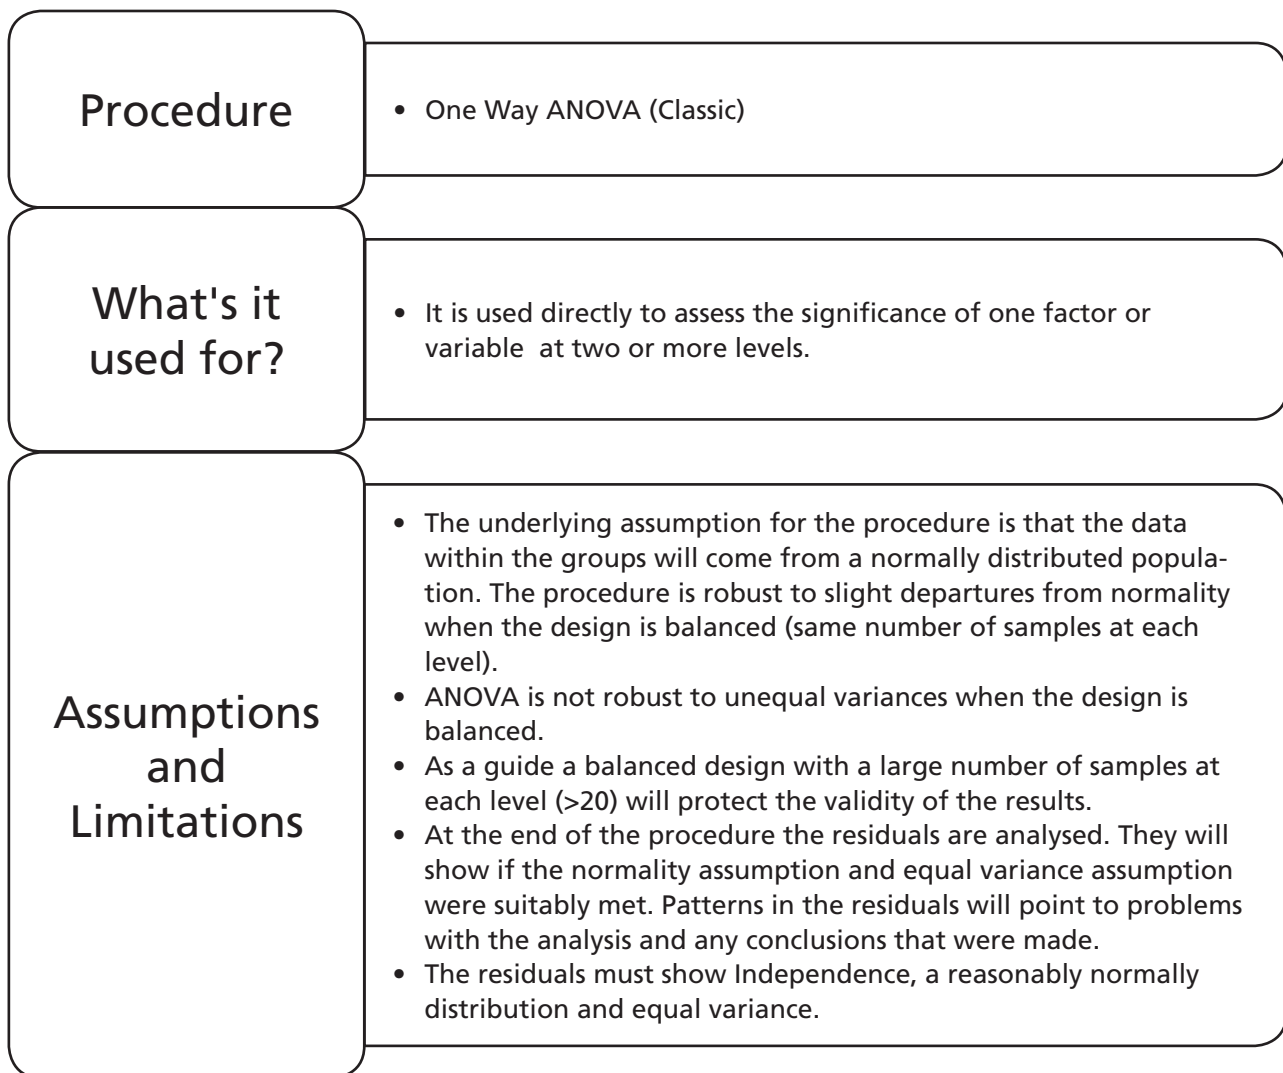 Procedure
• One Way ANOVA (Classic)
What's it
used for?
• It is used directly to assess the significance of one factor or
variable at two or more levels.
Assumptions
and
Limitations
• The underlying assumption for the procedure is that the data
within the groups will come from a normally distributed popula-
tion. The procedure is robust to slight departures from normality
when the design is balanced (same number of samples at each
level).
• ANOVA is not robust to unequal variances when the design is
balanced.
• As a guide a balanced design with a large number of samples at
each level (>20) will protect the validity of the results.
• At the end of the procedure the residuals are analysed. They will
show if the normality assumption and equal variance assumption
were suitably met. Patterns in the residuals will point to problems
with the analysis and any conclusions that were made.
• The residuals must show Independence, a reasonably normally
distribution and equal variance.